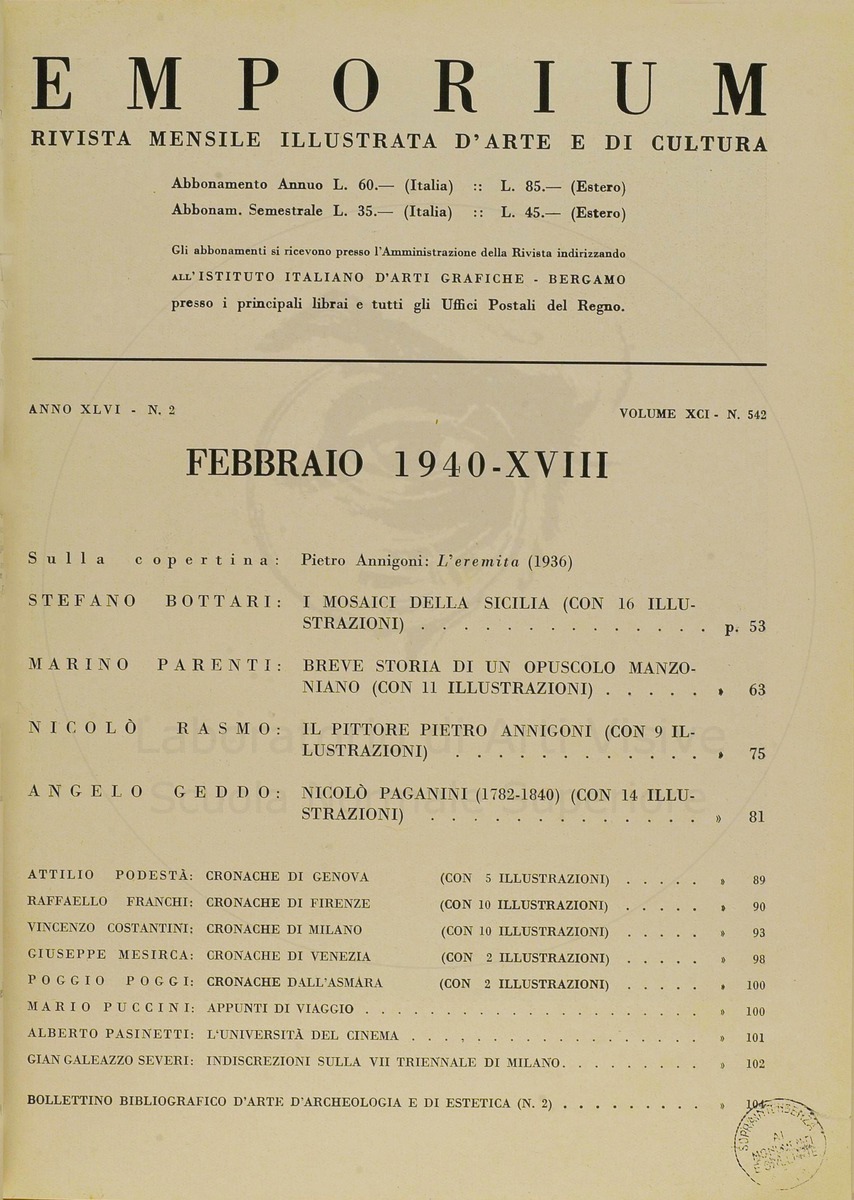 EMPORIUM
RIVISTA MENSILE ILLUSTRATA D'ARTE E DI CULTURA
Abbonamento Annuo L. 60.— (Italia) :: L. 85.— (Estero)
Abbonam. Semestrale L. 35.— (Italia) :: L. 45.— (Estero)
Gli abbonamenti si ricevono presso l'Amministrazione della Rivista indirizzando
ALL'ISTITUTO ITALIANO D'ARTI GRAFICHE - BERGAMO
presso i principali librai e tutti gli Uffici Postali del Regno.
ANNO XLVI - N. 2
VOLUME XCI - N. 542
FEBBRAIO 1940-XVIII
Sulla copertina: Pietro Annigoni: L'eremita (1936)
STEFANO BOTTARI: I MOSAICI DELLA SICILIA (CON 16 ILLU-
STRAZIONI) . . . . . . . . . . . . . . p. 53
MARINO PARENTI: BREVE STORIA DI UN OPUSCOLO MANZO-
NIANO (CON 11 ILLUSTRAZIONI) . . . . . » 63
NICOLÒ RASMO: IL PITTORE PIETRO ANNIGONI (CON 9 IL-
LUSTRAZIONI) . . . . . . . . . . . . » 75
ANGELO GEDDO: NICOLÒ PAGANINI (1782-1840) (CON 14 ILLU-
STRAZIONI) . . . . . . . . . . . . . » 81
ATTILIO PODESTÀ: CRONACHE DI GENOVA (CON 5 ILLUSTRAZIONI) . . . . . » 89
RAFFAELLO FRANCHI: CRONACHE DI FIRENZE (CON 10 ILLUSTRAZIONI) . . . . . » 90
VINCENZO COSTANTINI: CRONACHE DI MILANO (CON 10 ILLUSTRAZIONI) . . . . . » 93
GIUSEPPE MESIRCA: CRONACHE DI VENEZIA (CON 2 ILLUSTRAZIONI) . . . . . » 98
POGGIO POGGI: CRONACHE DALL'ASMARA (CON 2 ILLUSTRAZIONI) . . . . . » 100
MARIO PUCCINI: APPUNTI DI VIAGGIO . . . . . . . . . . . . . . . . . . . . . » 100
ALBERTO PASINETTI: L'UNIVERSITÀ DEL CINEMA . . . . . . . . . . . . . . . . . . » 101
GIAN GALEAZZO SEVERI: INDISCREZIONI SULLA VII TRIENNALE DI MILANO. . . . . . . . . » 102
BOLLETTINO BIBLIOGRAFICO D'ARTE D'ARCHEOLOGIA E DI ESTETICA (N. 2) . . . . . . . . . » 104